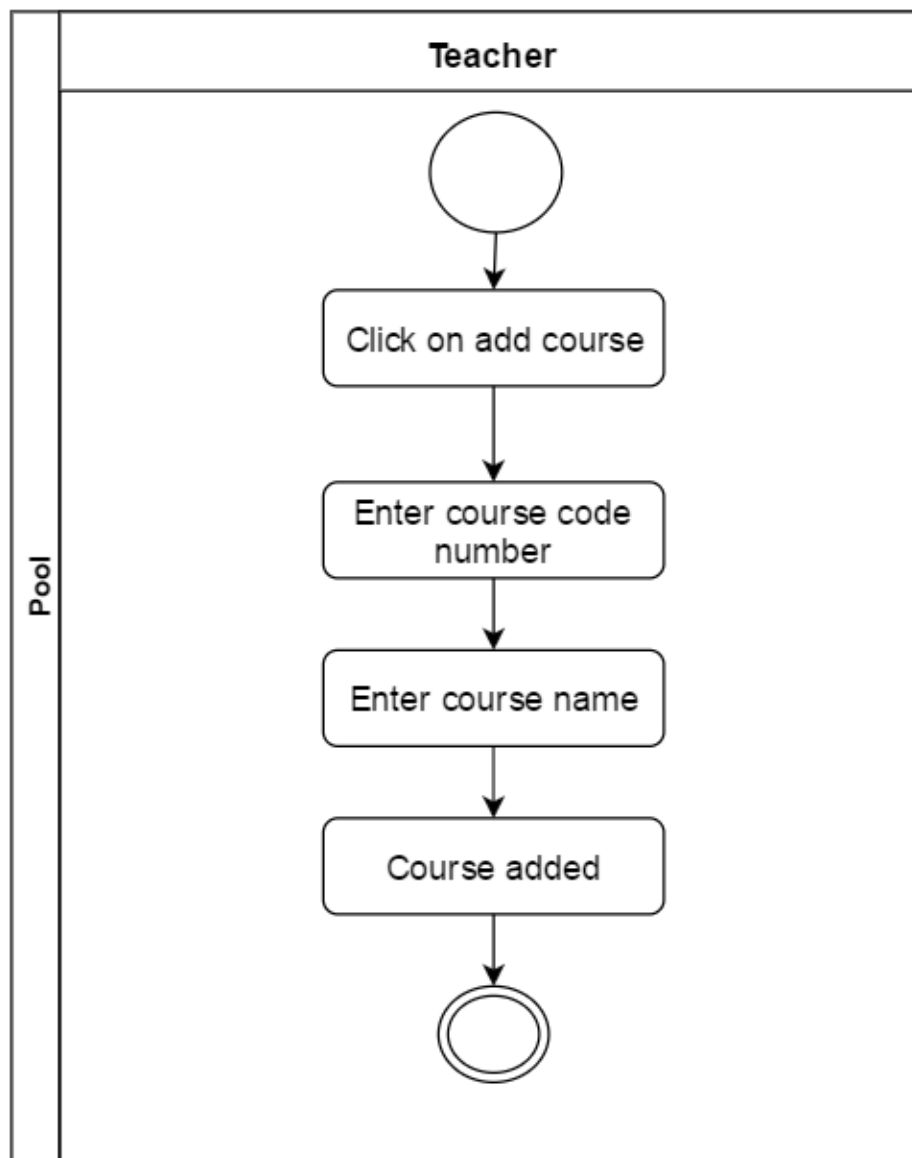 Teacher
Pool
Click on add course
Enter course code
number
Enter course name
Course added